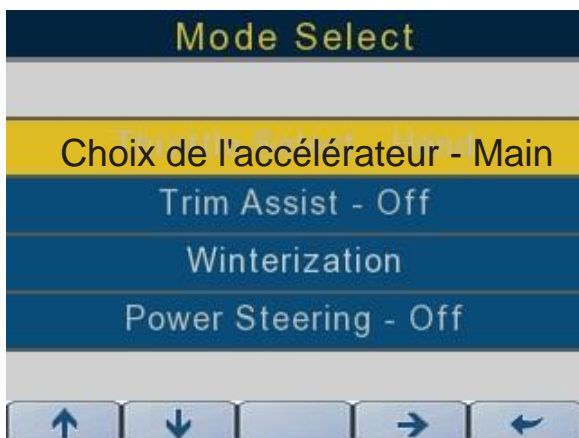 Mode Select
Choix de l'accélérateur - Main
Trim Assist - Off
Winterization
Power Steering - Off